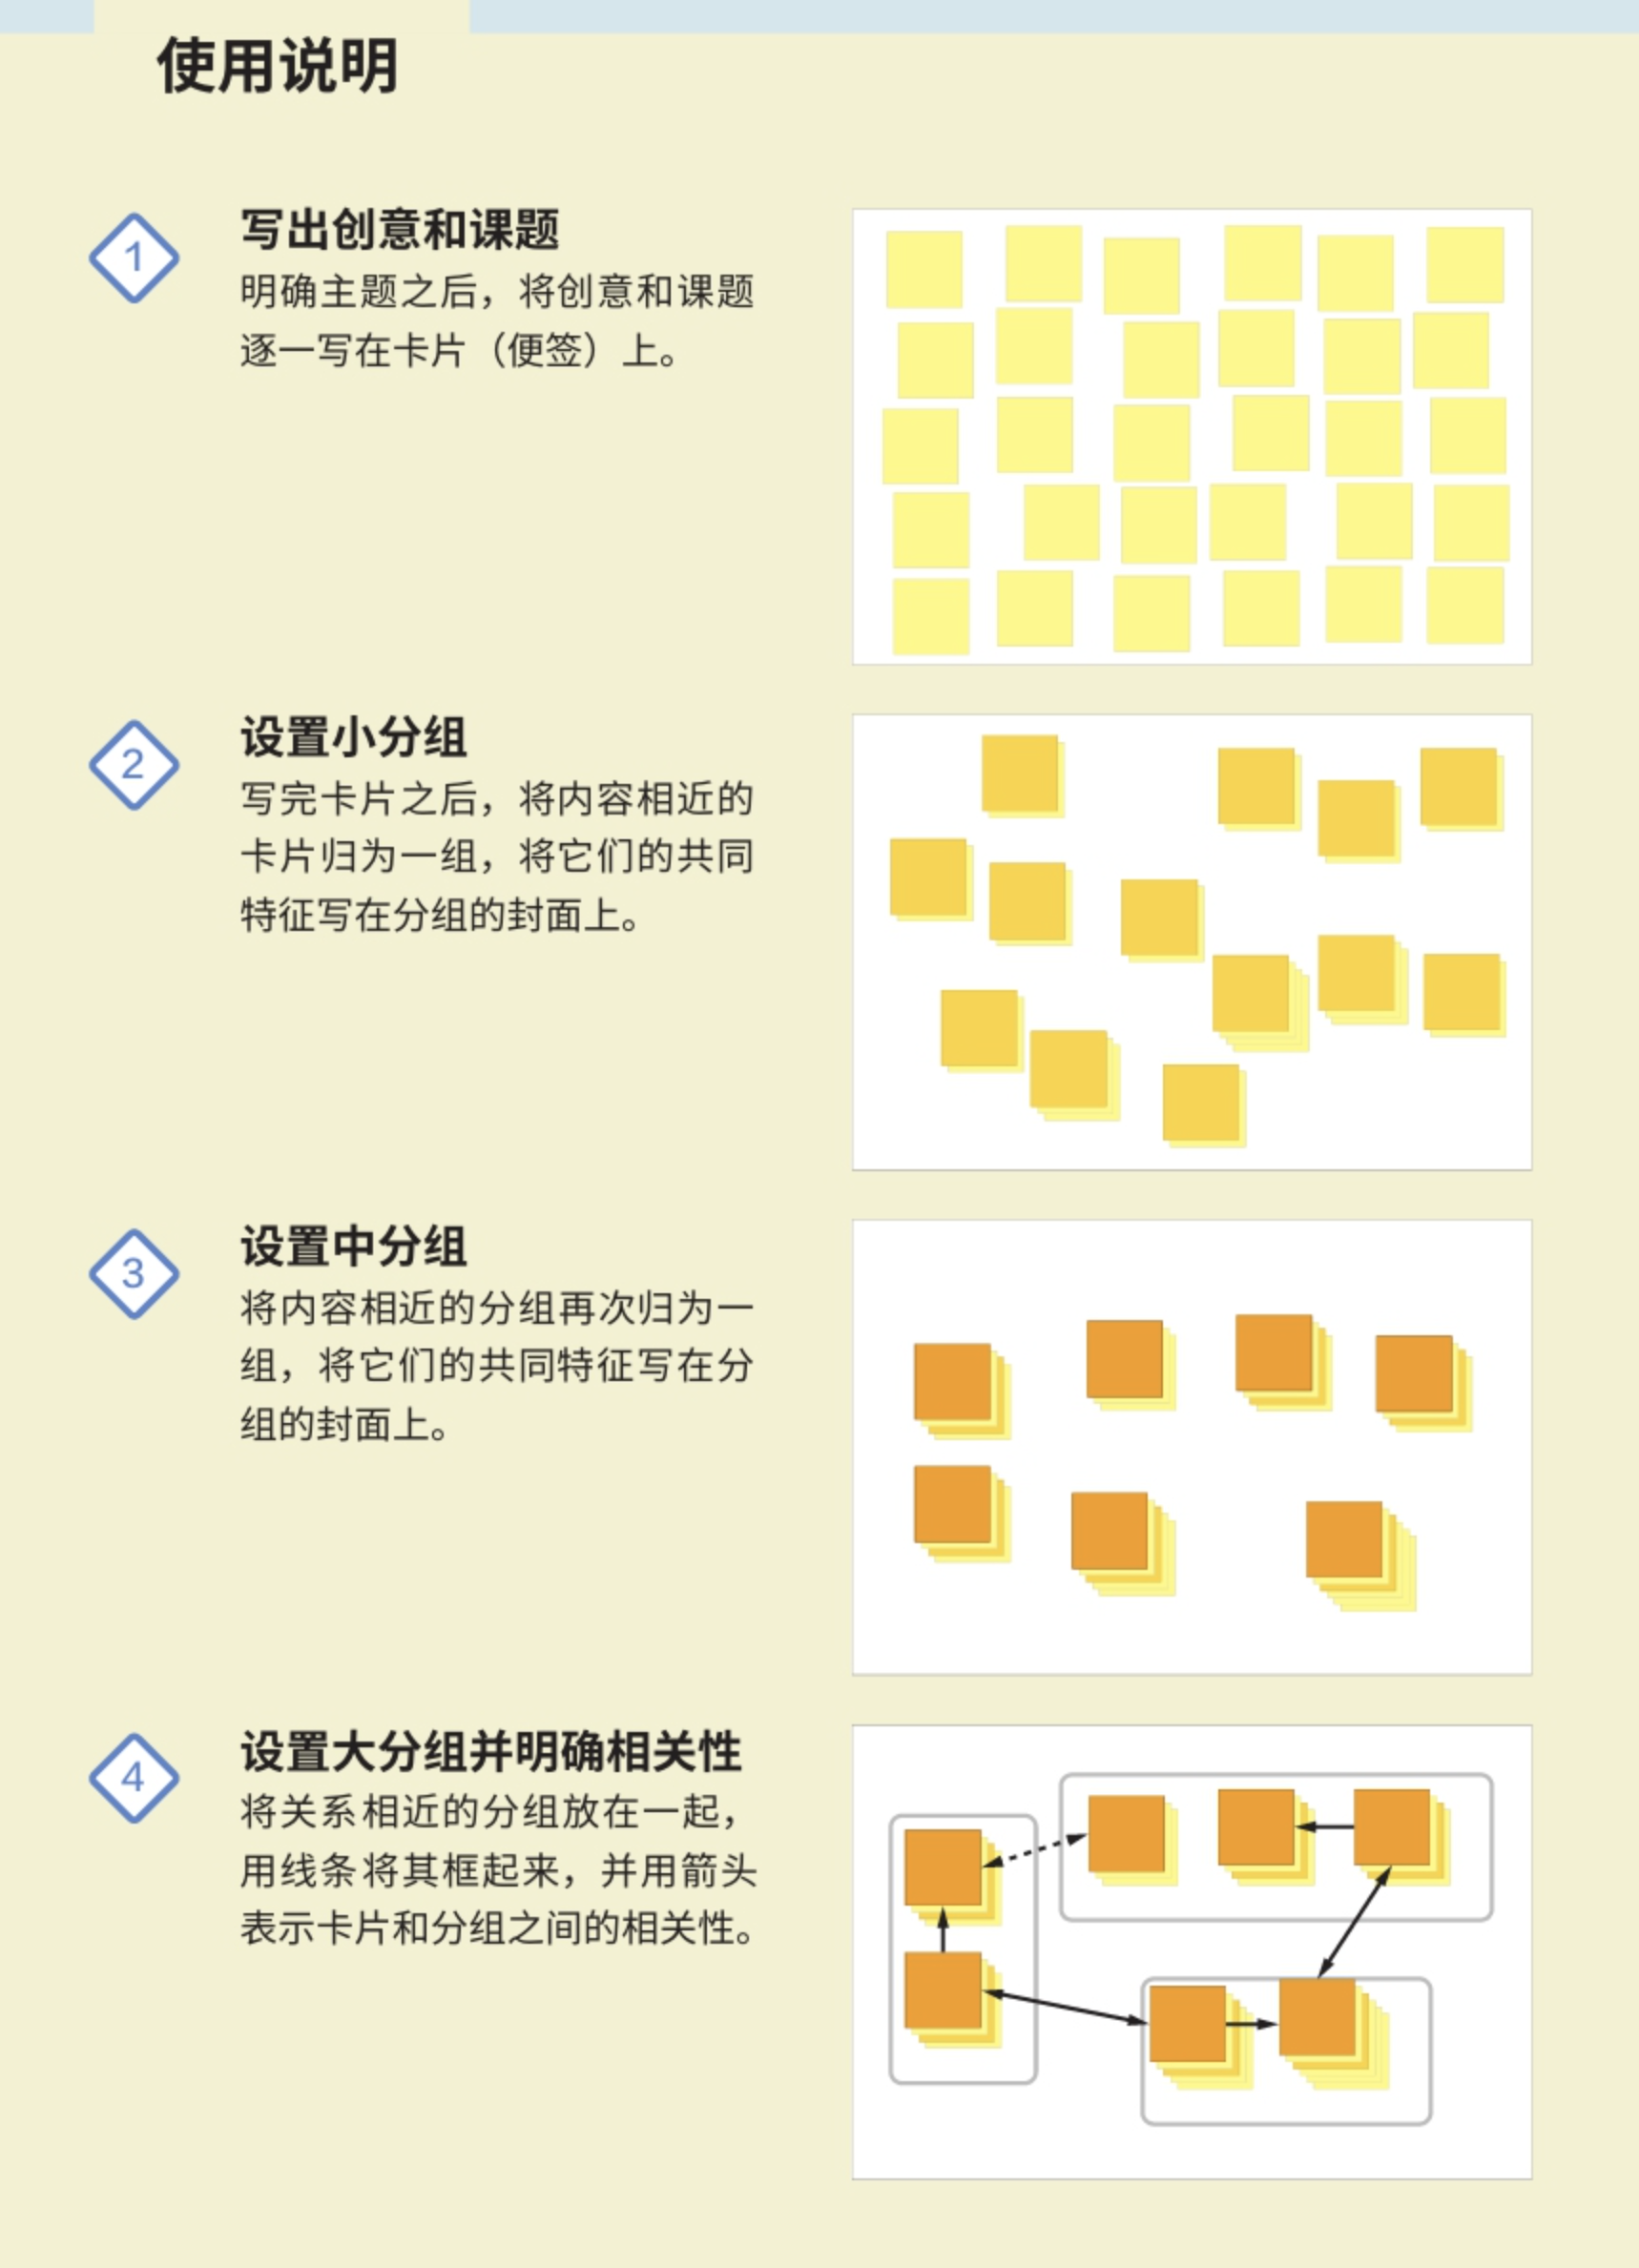 使用说明
1
写出创意和课题
明确主题之后，将创意和课题
逐一写在卡片（便签）上。
2
设置小分组
写完卡片之后，将内容相近的
卡片归为一组，将它们的共同
特征写在分组的封面上。
3
设置中分组
将内容相近的分组再次归为一
组，将它们的共同特征写在分
组的封面上。
4
设置大分组并明确相关性
将关系相近的分组放在一起，
用线条将其框起来，并用箭头
表示卡片和分组之间的相关性。